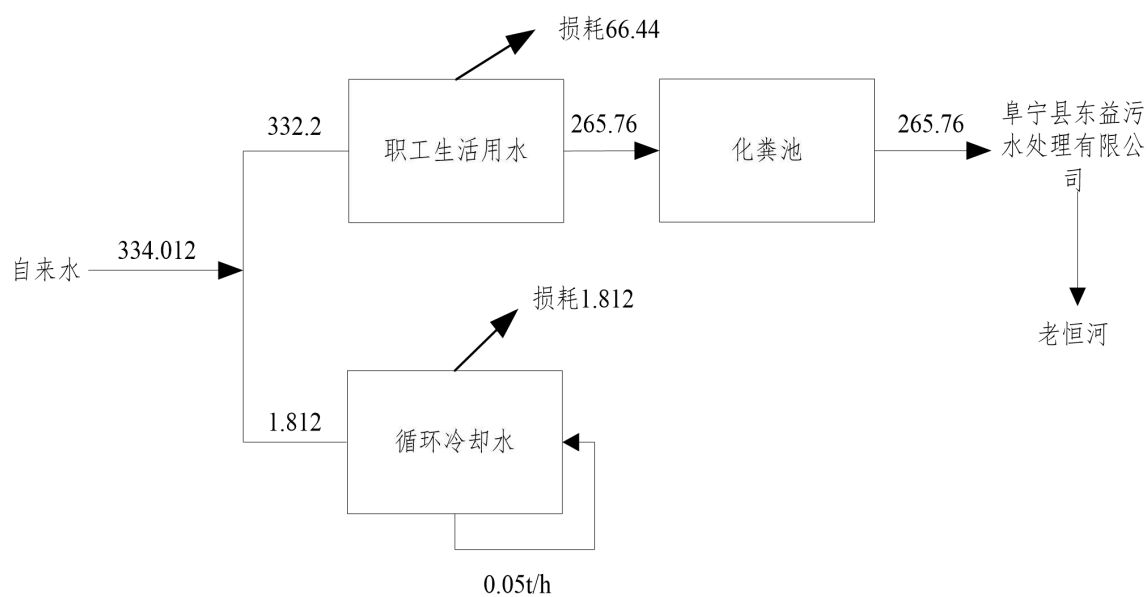 损耗66.44
332.2
职工生活用水
265.76
化粪池
265.76
阜宁县东益污
水处理有限公
司
自来水
334.012
损耗1.812
老恒河
1.812
循环冷却水
0.05t/h